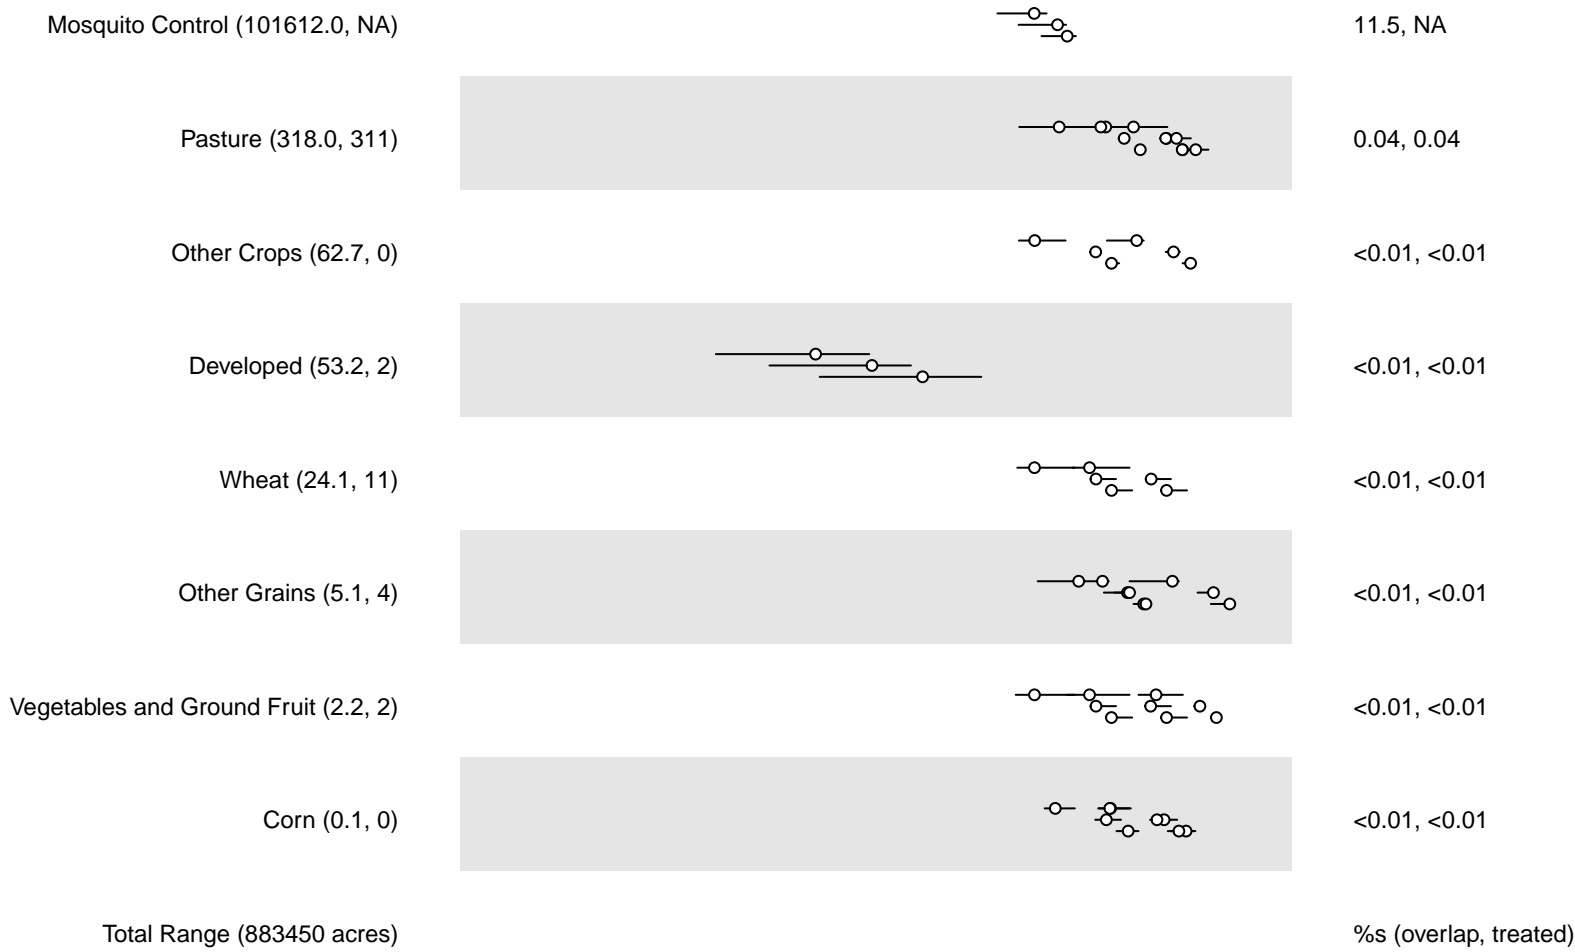 Mosquito Control (101612.0, NA) 11.5, NA
Pasture (318.0, 311) 0.04, 0.04
Other Crops (62.7, 0) <0.01, <0.01
Developed (53.2, 2) <0.01, <0.01
Wheat (24.1, 11) <0.01, <0.01
Other Grains (5.1, 4) <0.01, <0.01
Vegetables and Ground Fruit (2.2, 2) <0.01, <0.01
Corn (0.1, 0) <0.01, <0.01
Total Range (883450 acres) %s (overlap, treated)